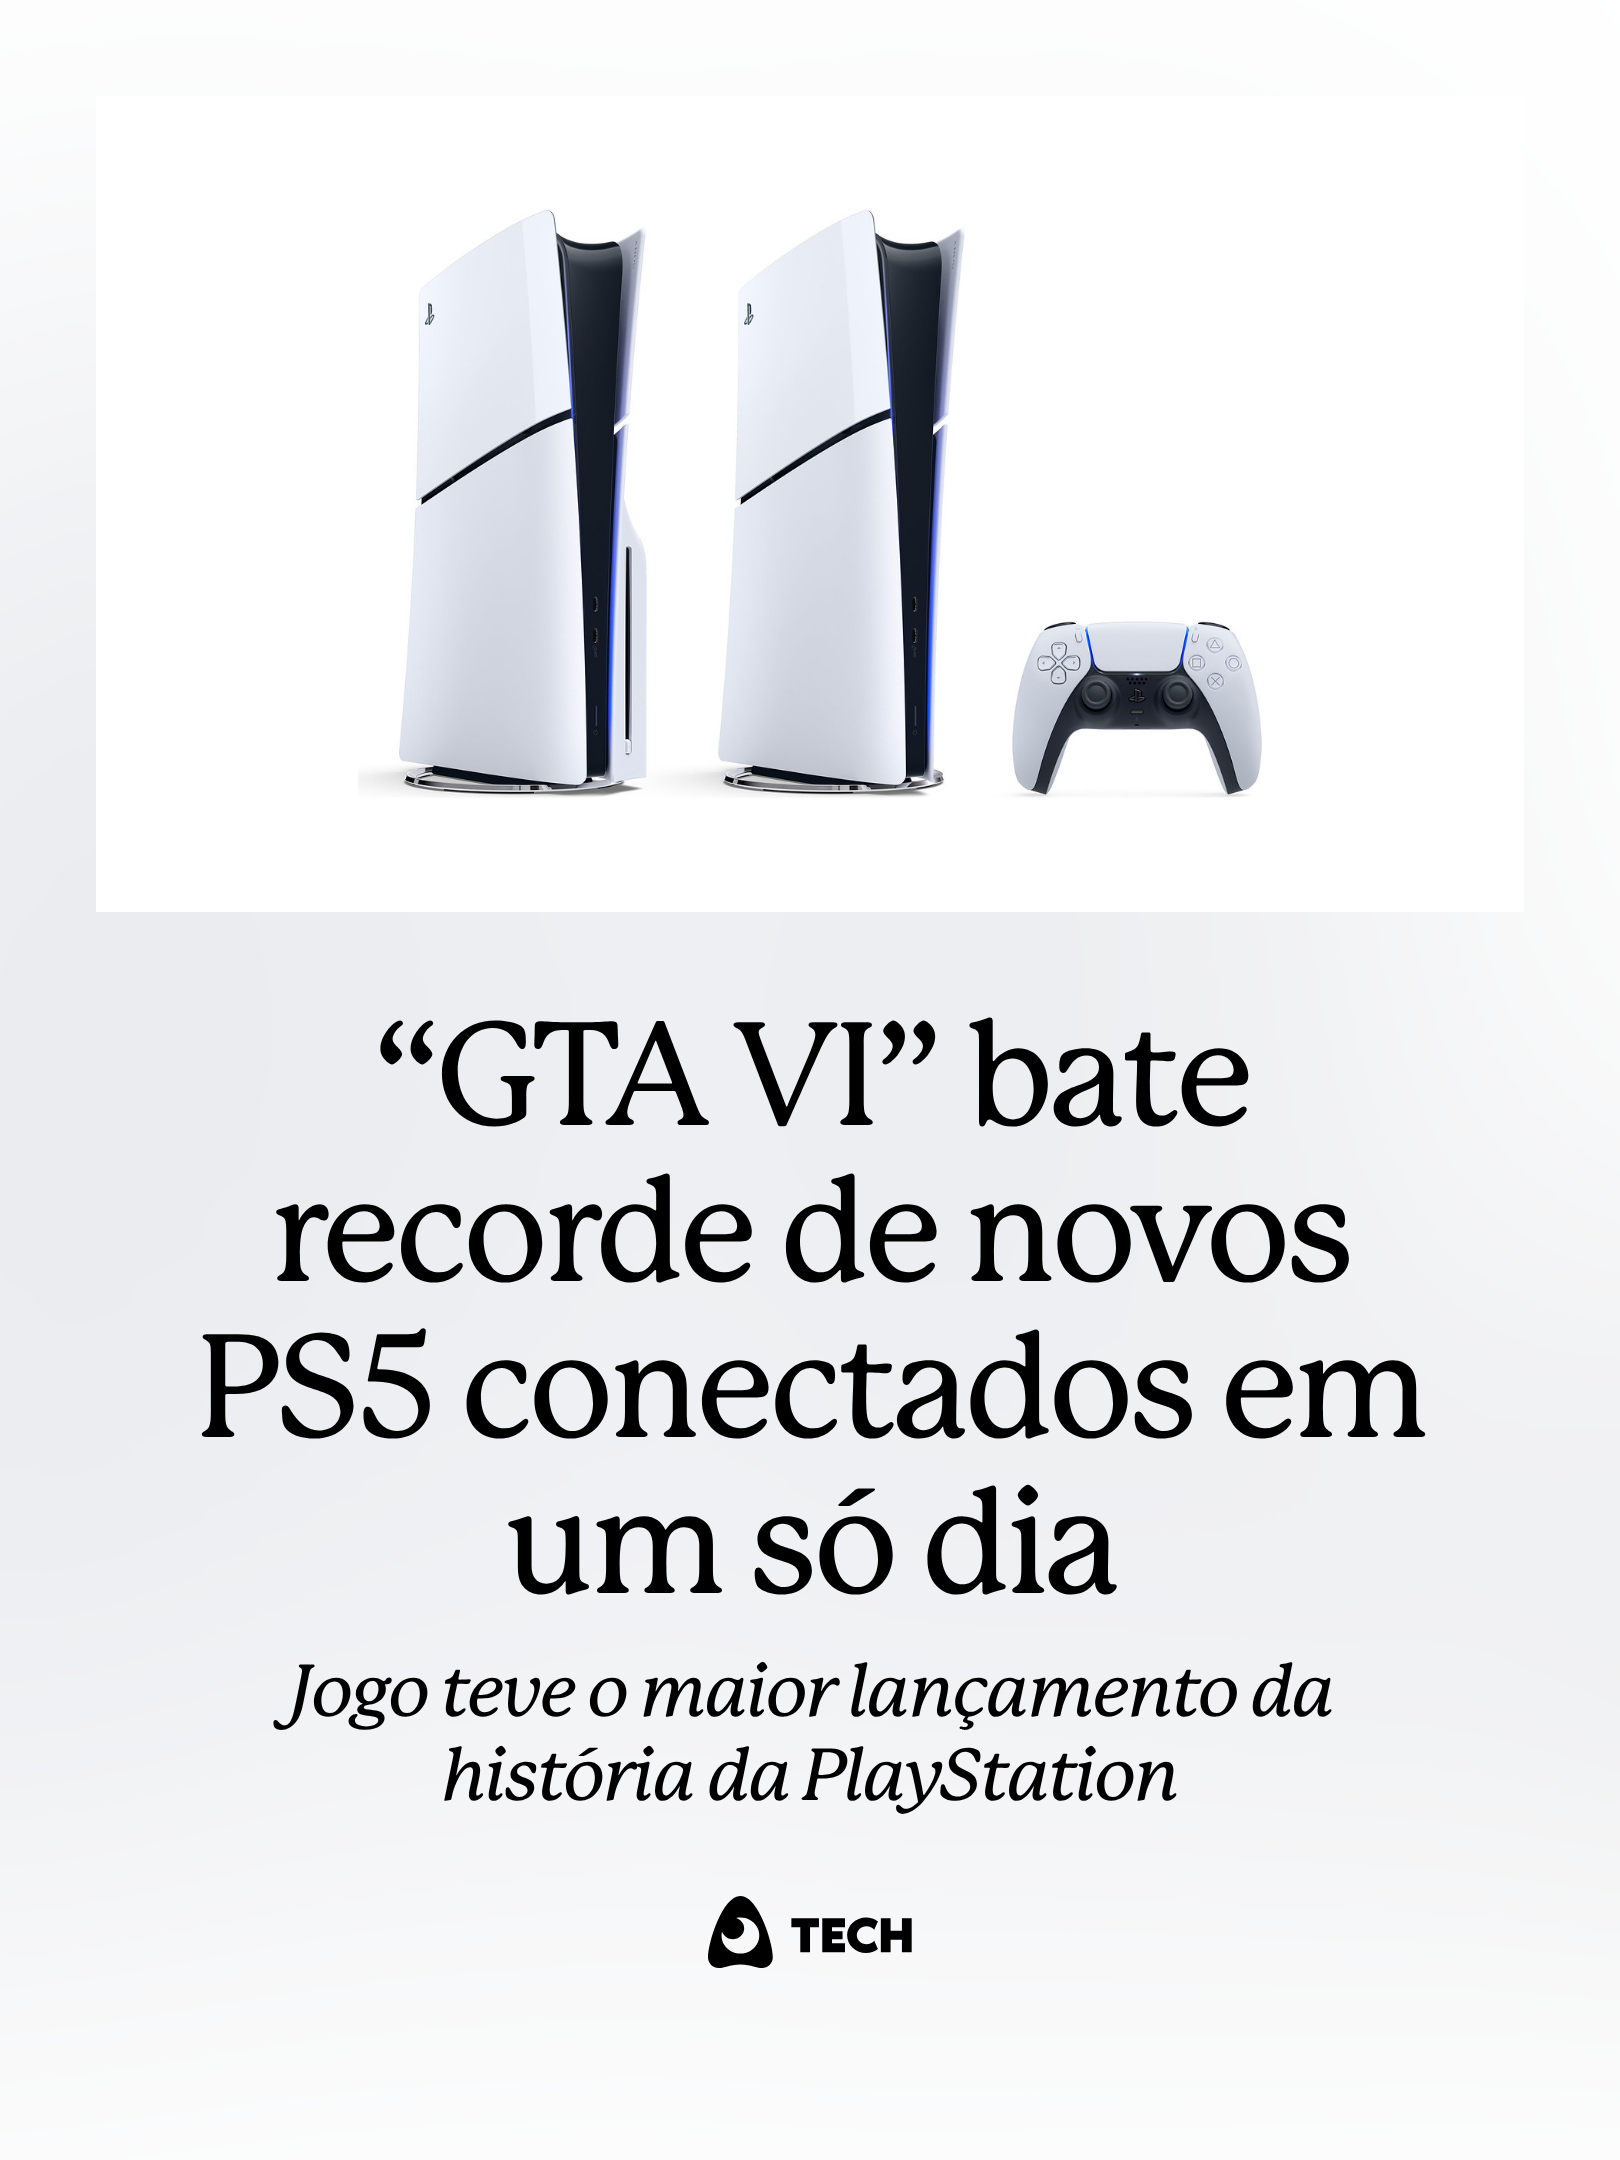 “GTA VI” bate
recorde de novos
PS5 conectados em
um só dia
Jogo teve o maior lançamento da
história da PlayStation
TECH